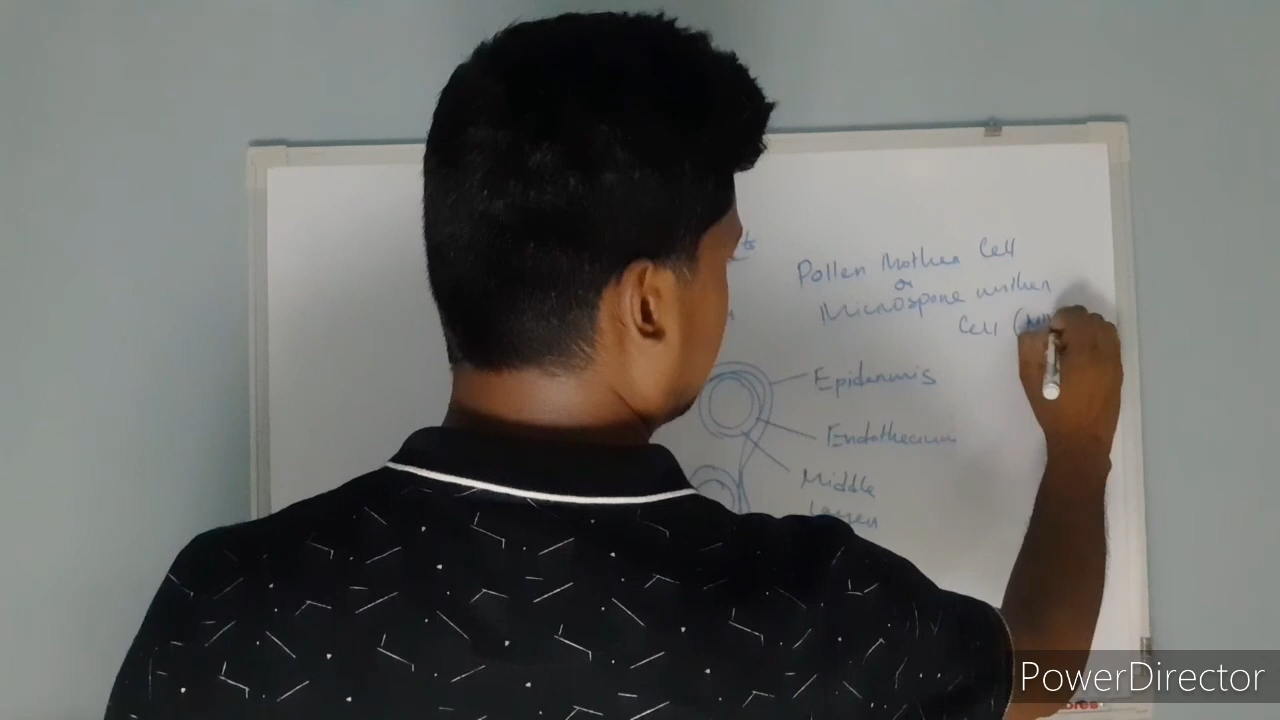 Pollen Mother Cell
or
Microspore mother
Cell (M
Epidermis
Endothecium
Middle
layer
PowerDirector